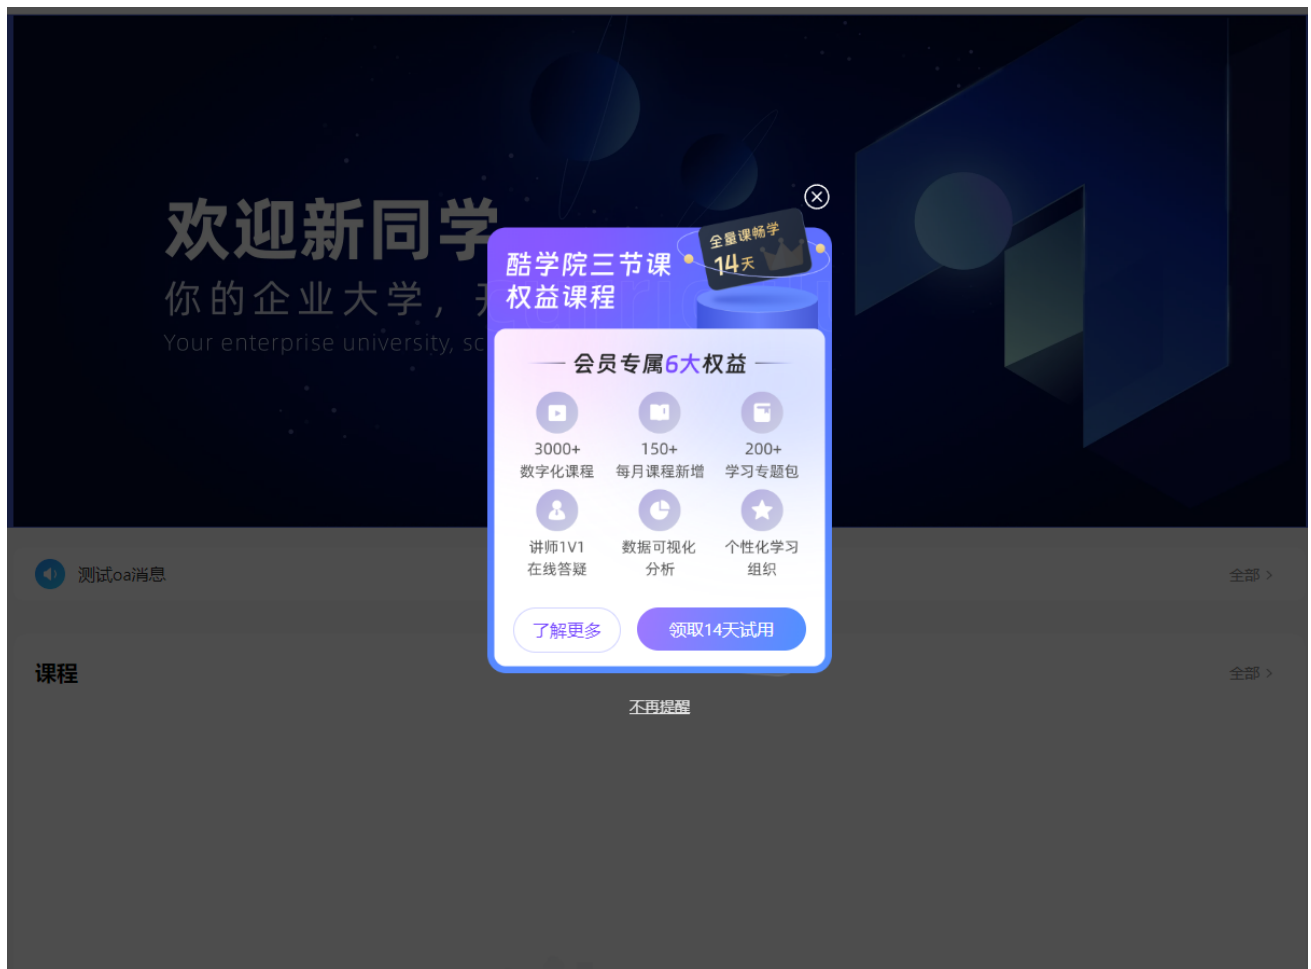 欢迎新同学
你的企业大学，
Your enterprise university,
全量课畅学
14天
酷学院三节课
权益课程
会员专属6大权益
3000+
数字化课程
150+
每月课程新增
200+
学习专题包
讲师1V1
在线答疑
数据可视化
分析
个性化学习
组织
了解更多
领取14天试用
不再提醒
测试oa消息
全部
课程
全部